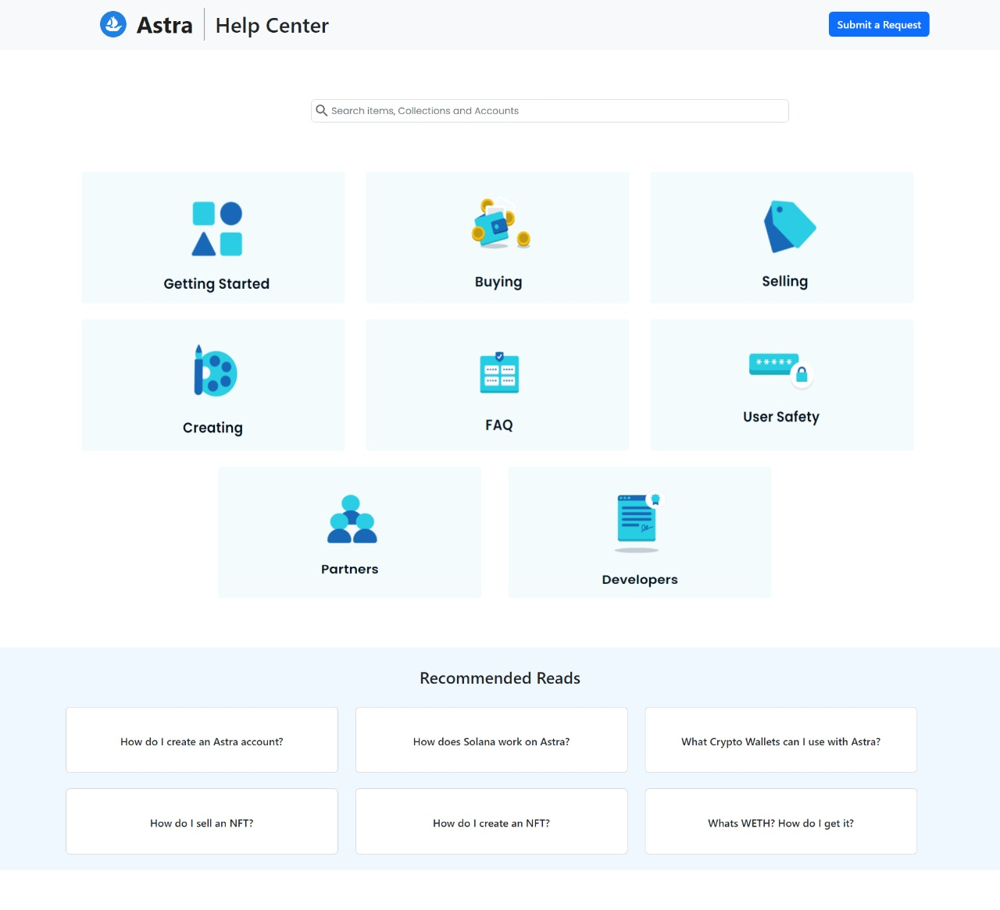 Astra
Help Center
Submit a Request
Search items, Collections and Accounts
Getting Started
Buying
Selling
Creating
FAQ
*****
User Safety
Partners
Developers
Recommended Reads
How do I create an Astra account?
How does Solana work on Astra?
What Crypto Wallets can I use with Astra?
How do I sell an NFT?
How do I create an NFT?
Whats WETH? How do I get it?